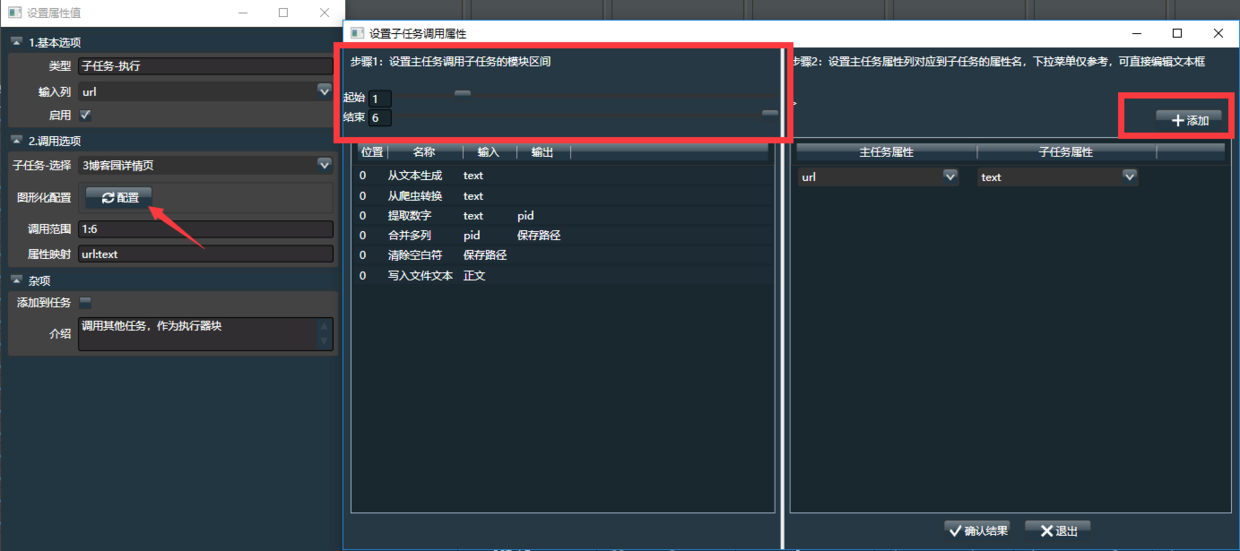 设置属性值
1.基本选项
类型 子任务-执行
输入列 url
启用
2.调用选项
子任务-选择 3博客园详情页
图形化配置 配置
调用范围 1:6
属性映射 url:text
杂项
添加到任务
介绍 调用其他任务，作为执行器块
设置子任务调用属性
步骤1：设置主任务调用子任务的模块区间
起始 1
结束 6
位置 名称 输入 输出
0 从文本生成 text
0 从爬虫转换 text
0 提取数字 text pid
0 合并多列 pid 保存路径
0 清除空白符 保存路径
0 写入文件文本 正文
步骤2：设置主任务属性列对应到子任务的属性名，下拉菜单仅参考，可直接编辑文本框
添加
主任务属性 子任务属性
url text
确认结果 退出